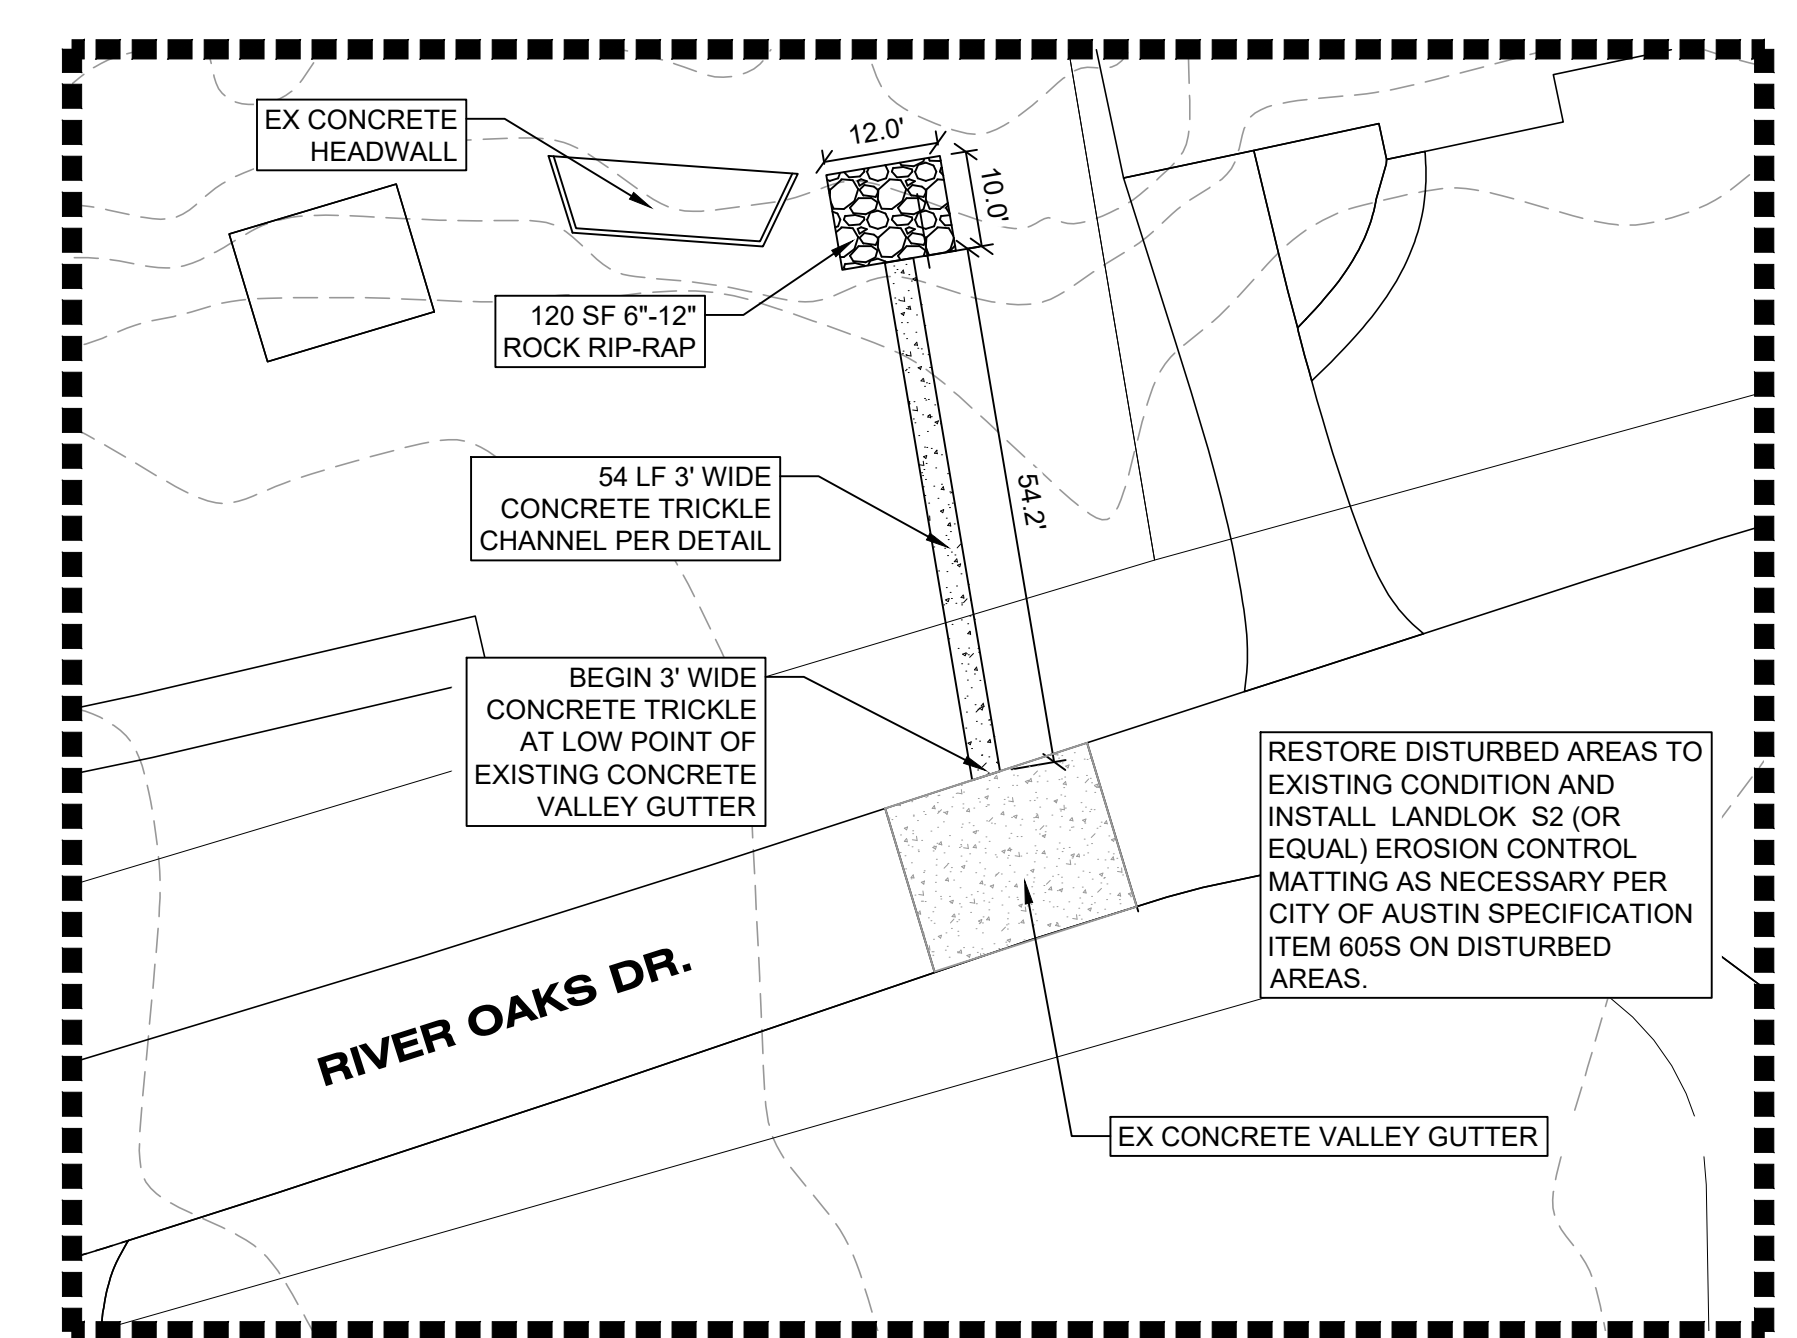 EX CONCRETE
HEADWALL
12.0'
10.0'
120 SF 6"-12"
ROCK RIP-RAP
54 LF 3' WIDE
CONCRETE TRICKLE
CHANNEL PER DETAIL
54.2'
BEGIN 3' WIDE
CONCRETE TRICKLE
AT LOW POINT OF
EXISTING CONCRETE
VALLEY GUTTER
RESTORE DISTURBED AREAS TO
EXISTING CONDITION AND
INSTALL LANDLOK S2 (OR
EQUAL) EROSION CONTROL
MATTING AS NECESSARY PER
CITY OF AUSTIN SPECIFICATION
ITEM 605S ON DISTURBED
AREAS.
RIVER OAKS DR.
EX CONCRETE VALLEY GUTTER